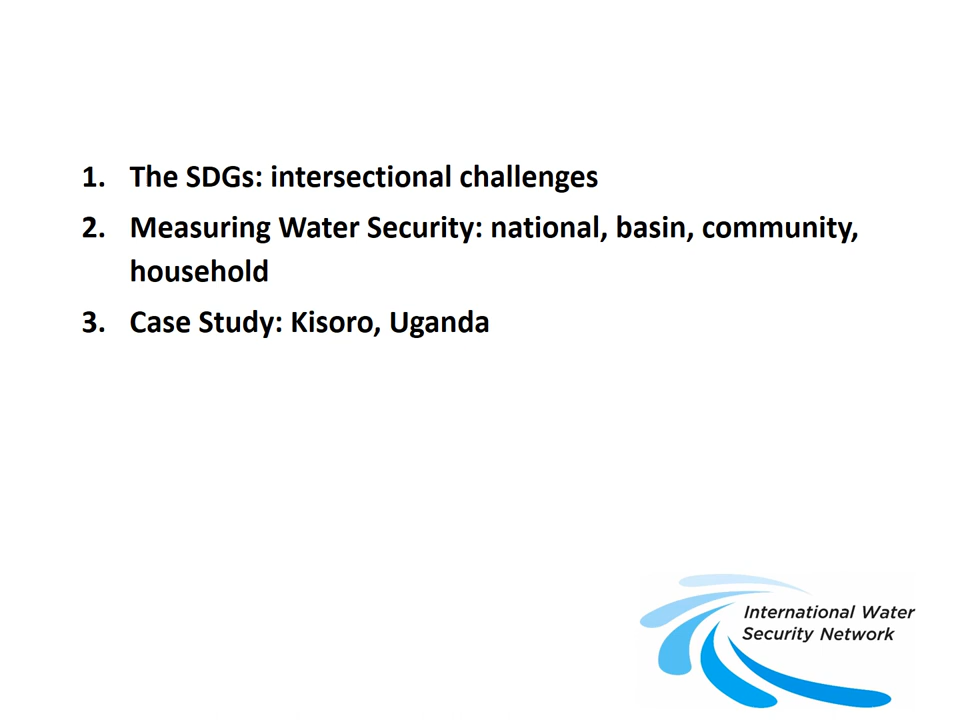 1. The SDGs: intersectional challenges
2. Measuring Water Security: national, basin, community,
household
3. Case Study: Kisoro, Uganda
International Water
Security Network